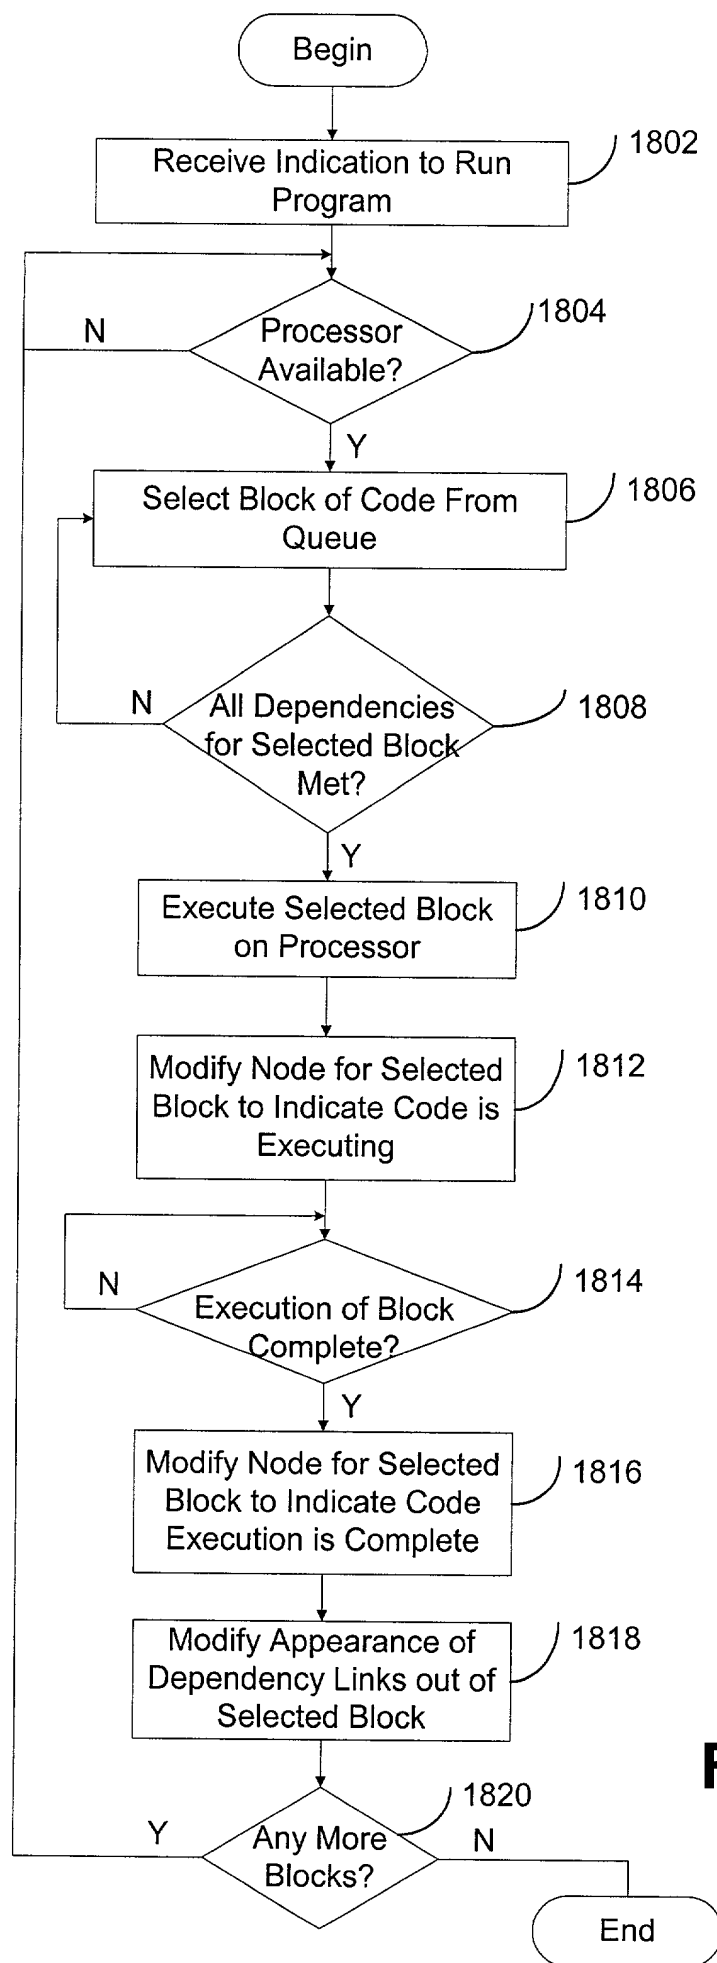 Begin
Receive Indication to Run
Program
1802
N
Processor
Available?
1804
Y
Select Block of Code From
Queue
1806
N
All Dependencies
for Selected Block
Met?
1808
Y
Execute Selected Block
on Processor
1810
Modify Node for Selected
Block to Indicate Code is
Executing
1812
N
Execution of Block
Complete?
1814
Y
Modify Node for Selected
Block to Indicate Code
Execution is Complete
1816
Modify Appearance of
Dependency Links out of
Selected Block
1818
Y
Any More
Blocks?
1820
N
End